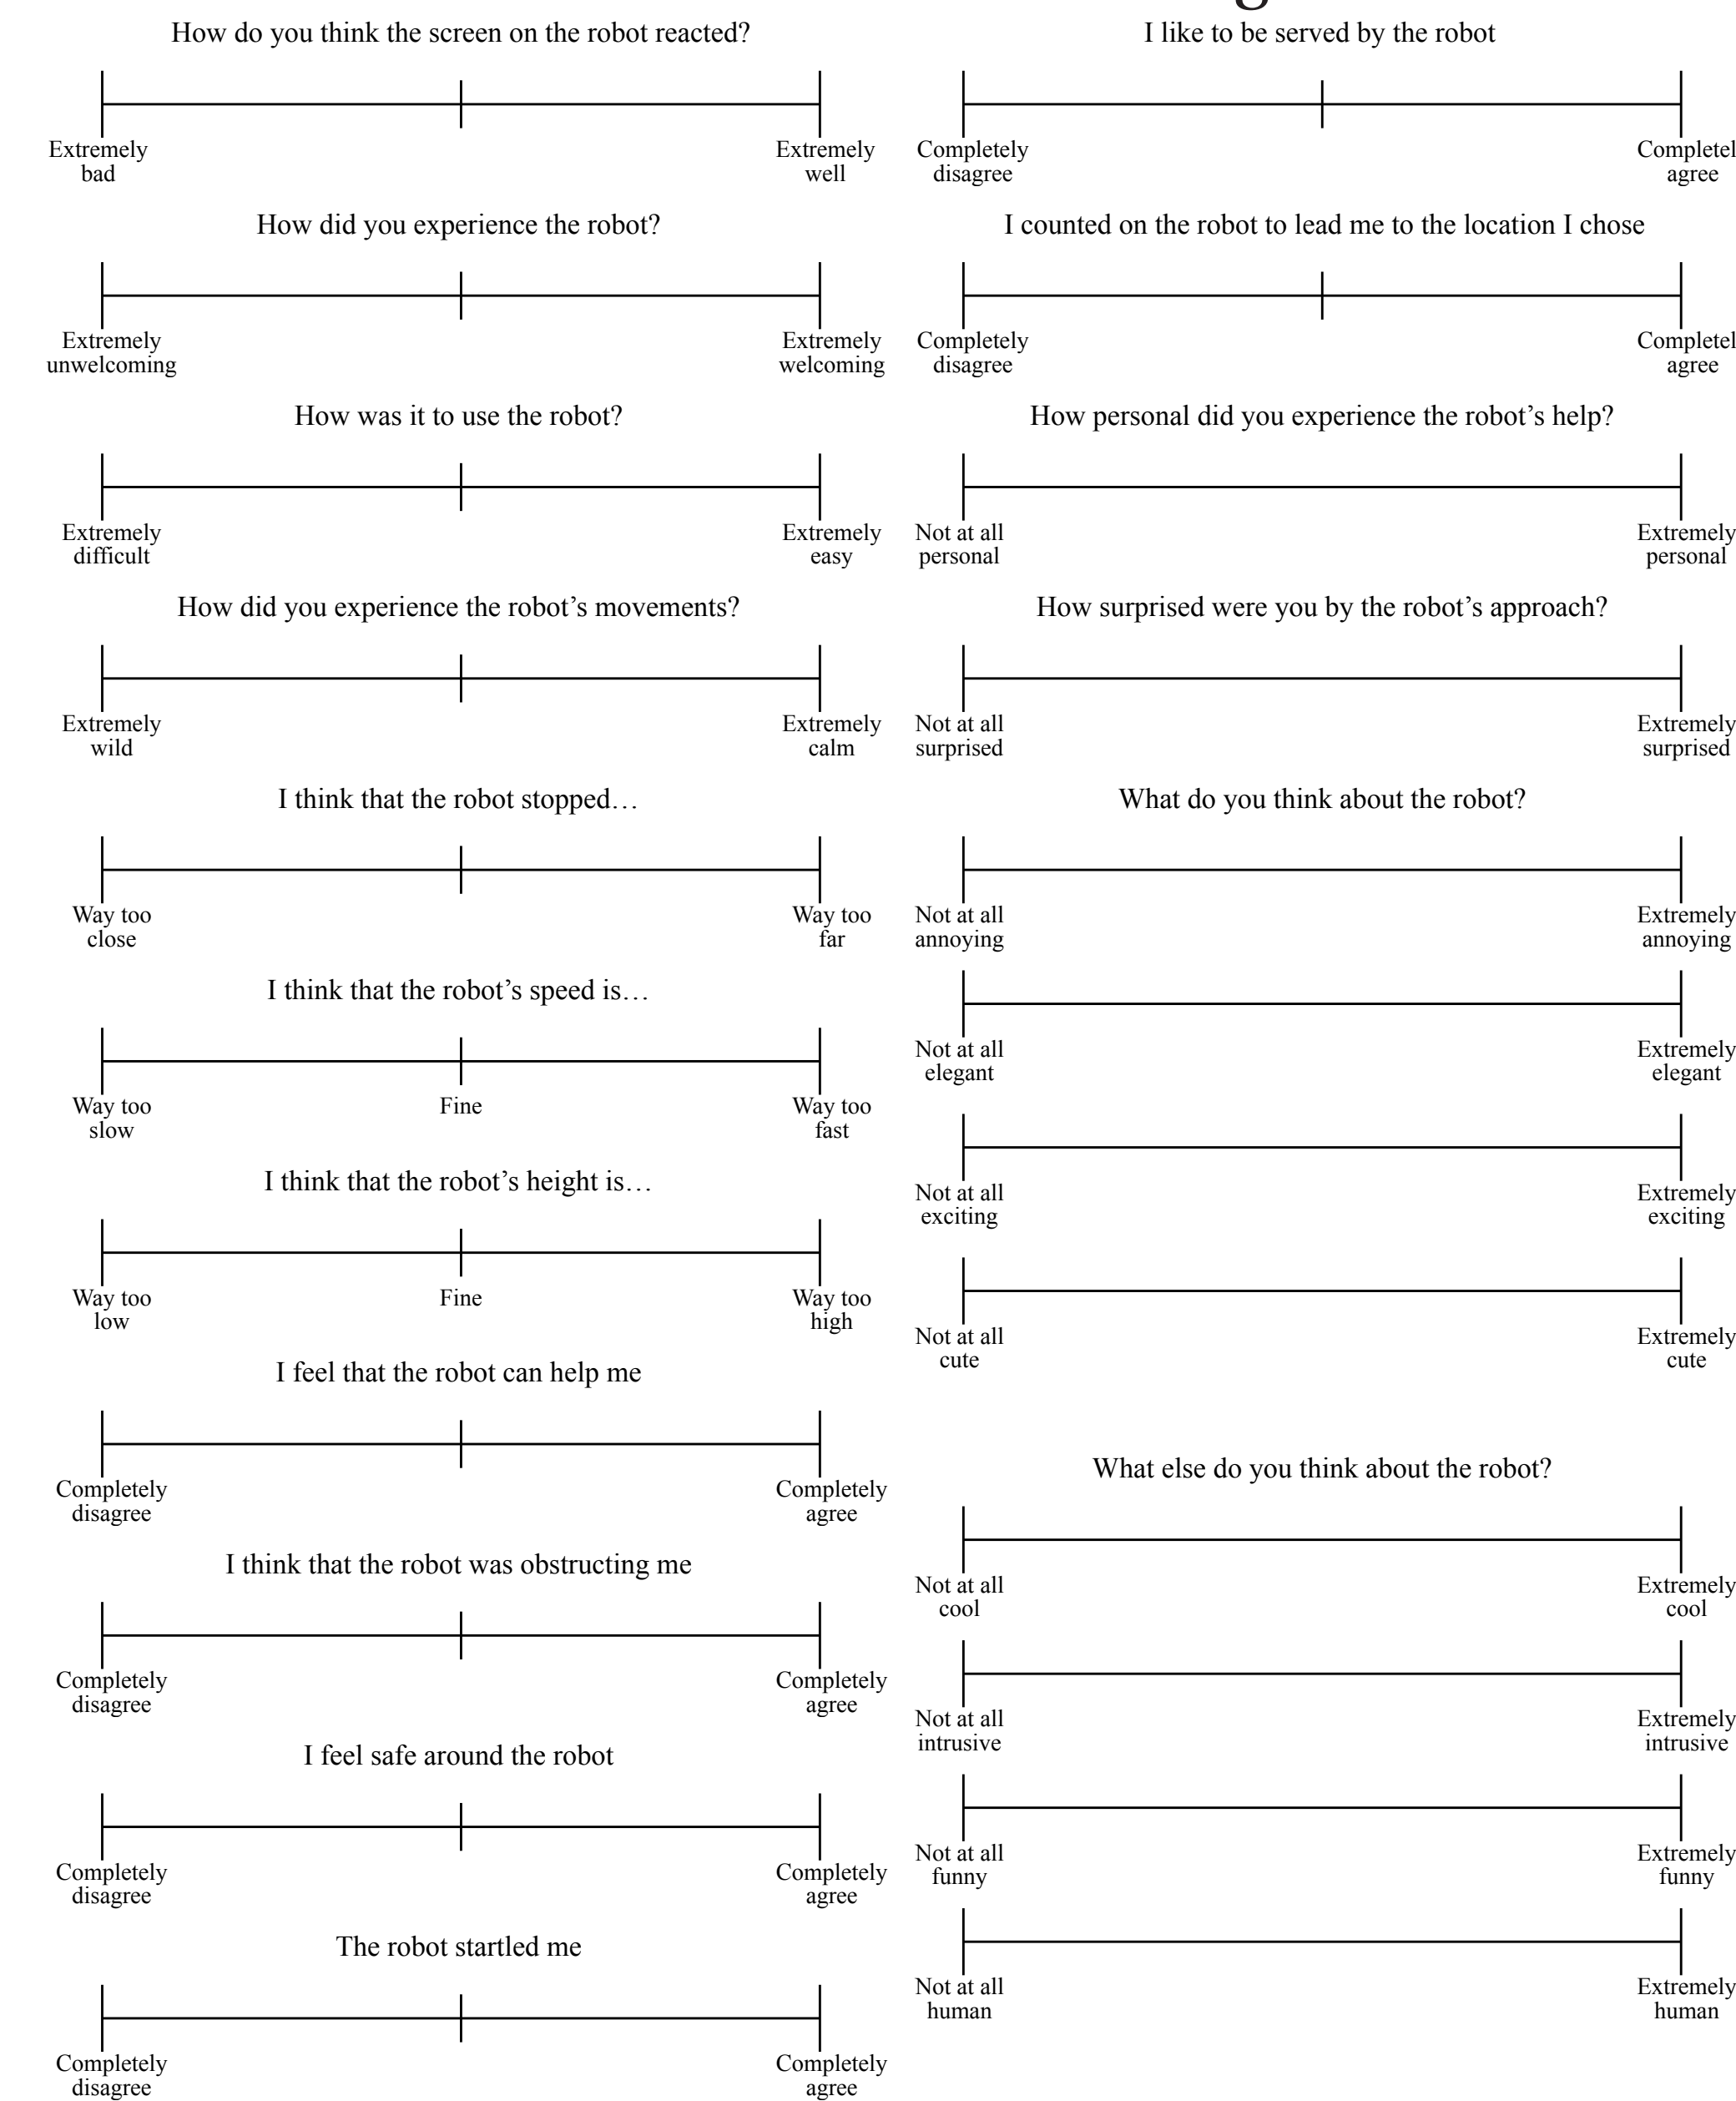 How do you think the screen on the robot reacted?
Extremely
bad
Extremely
well
How did you experience the robot?
Extremely
unwelcoming
Extremely
welcoming
How was it to use the robot?
Extremely
difficult
Extremely
easy
How did you experience the robot’s movements?
Extremely
wild
Extremely
calm
I think that the robot stopped…
Way too
close
Way too
far
I think that the robot’s speed is…
Way too
slow
Fine
Way too
fast
I think that the robot’s height is…
Way too
low
Fine
Way too
high
I feel that the robot can help me
Completely
disagree
Completely
agree
I think that the robot was obstructing me
Completely
disagree
Completely
agree
I feel safe around the robot
Completely
disagree
Completely
agree
The robot startled me
Completely
disagree
Completely
agree
I like to be served by the robot
Completely
disagree
Completel
agree
I counted on the robot to lead me to the location I chose
Completely
disagree
Completel
agree
How personal did you experience the robot’s help?
Not at all
personal
Extremely
personal
How surprised were you by the robot’s approach?
Not at all
surprised
Extremely
surprised
What do you think about the robot?
Not at all
annoying
Extremely
annoying
Not at all
elegant
Extremely
elegant
Not at all
exciting
Extremely
exciting
Not at all
cute
Extremely
cute
What else do you think about the robot?
Not at all
cool
Extremely
cool
Not at all
intrusive
Extremely
intrusive
Not at all
funny
Extremely
funny
Not at all
human
Extremely
human